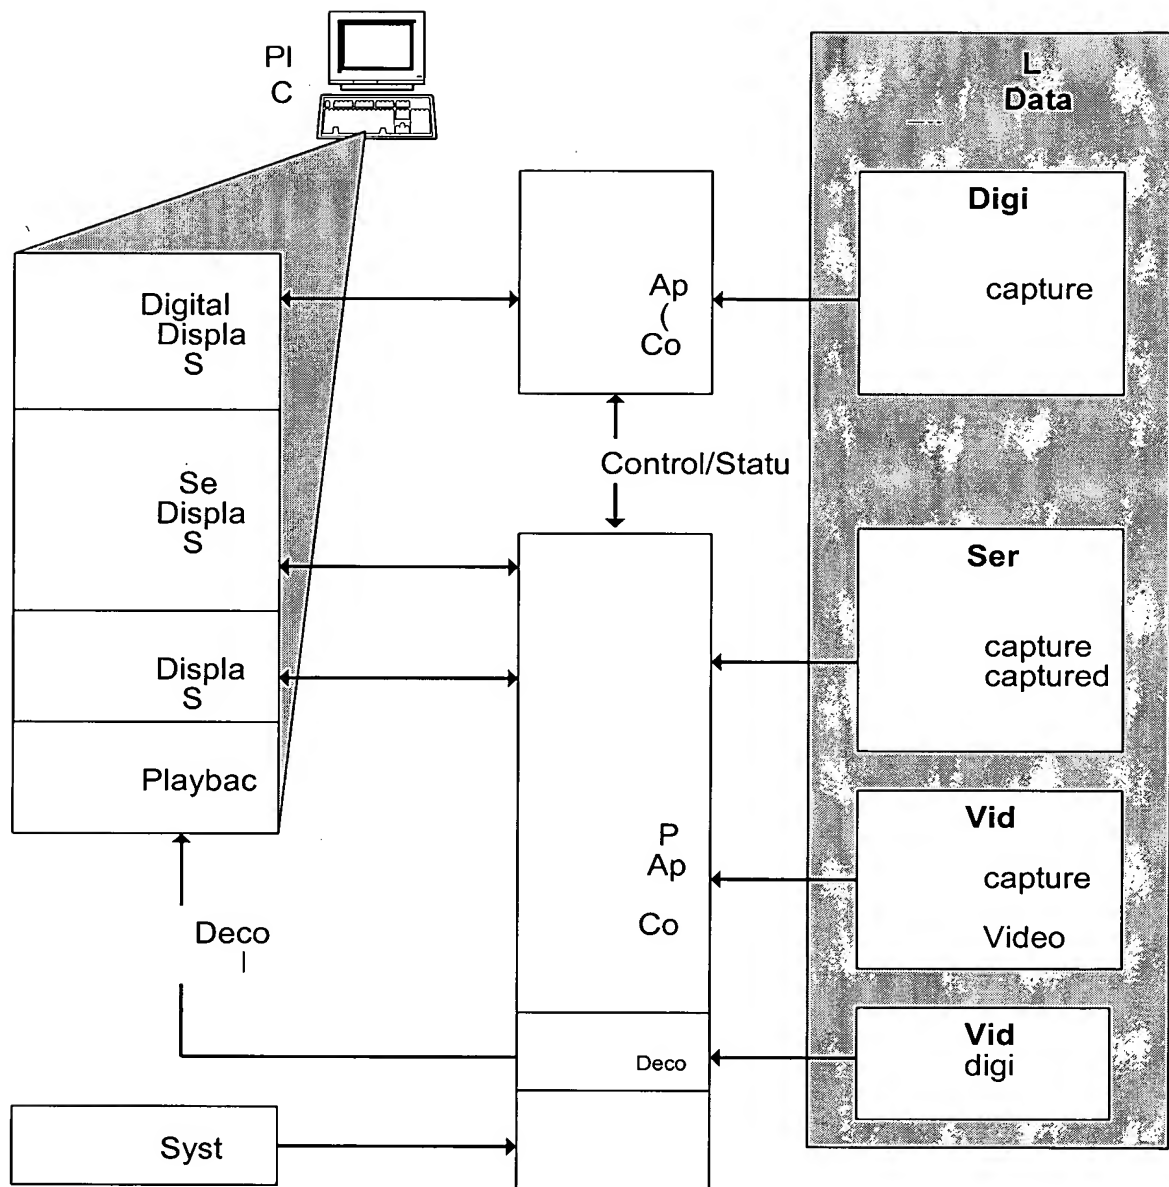 PI
C
L
Data
Digital
Displa
S
Se
Displa
S
Displa
S
Playbac
Deco
I
Syst
Ap
(
Co
Control/Statu
P
Ap
Co
Deco
Digi
capture
Ser
capture
captured
Vid
capture
Video
Vid
digi